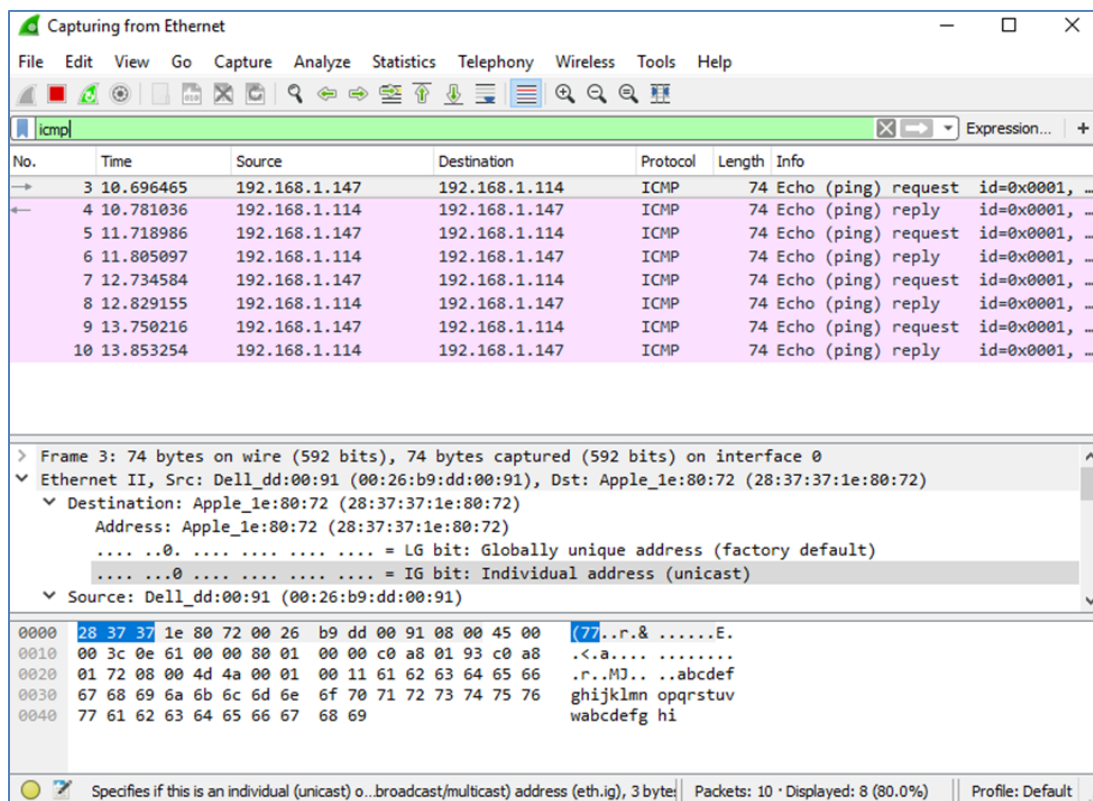 Capturing from Ethernet
File Edit View Go Capture Analyze Statistics Telephony Wireless Tools Help
icmp Expression... +
No. Time Source Destination Protocol Length Info
3 10.696465 192.168.1.147 192.168.1.114 ICMP 74 Echo (ping) request id=0x0001, …
4 10.781036 192.168.1.114 192.168.1.147 ICMP 74 Echo (ping) reply id=0x0001, …
5 11.718986 192.168.1.147 192.168.1.114 ICMP 74 Echo (ping) request id=0x0001, …
6 11.805097 192.168.1.114 192.168.1.147 ICMP 74 Echo (ping) reply id=0x0001, …
7 12.734584 192.168.1.147 192.168.1.114 ICMP 74 Echo (ping) request id=0x0001, …
8 12.829155 192.168.1.114 192.168.1.147 ICMP 74 Echo (ping) reply id=0x0001, …
9 13.750216 192.168.1.147 192.168.1.114 ICMP 74 Echo (ping) request id=0x0001, …
10 13.853254 192.168.1.114 192.168.1.147 ICMP 74 Echo (ping) reply id=0x0001, …
Frame 3: 74 bytes on wire (592 bits), 74 bytes captured (592 bits) on interface 0
Ethernet II, Src: Dell_dd:00:91 (00:26:b9:dd:00:91), Dst: Apple_1e:80:72 (28:37:37:1e:80:72)
Destination: Apple_1e:80:72 (28:37:37:1e:80:72)
Address: Apple_1e:80:72 (28:37:37:1e:80:72)
.... ..0. .... .... .... .... = LG bit: Globally unique address (factory default)
.... ...0 .... .... .... .... = IG bit: Individual address (unicast)
Source: Dell_dd:00:91 (00:26:b9:dd:00:91)
0000 28 37 37 1e 80 72 00 26 b9 dd 00 91 08 00 45 00 (77..r.& ......E.
0010 00 3c 0e 61 00 00 80 01 00 00 c0 a8 01 93 c0 a8 .<.a.... ........
0020 01 72 08 00 4d 4a 00 01 00 11 61 62 63 64 65 66 .r..MJ.. ..abcdef
0030 67 68 69 6a 6b 6c 6d 6e 6f 70 71 72 73 74 75 76 ghijklmn opqrstuv
0040 77 61 62 63 64 65 66 67 68 69 wabcdefg hi
Specifies if this is an individual (unicast) o...broadcast/multicast) address (eth.ig), 3 bytes Packets: 10 · Displayed: 8 (80.0%) Profile: Default